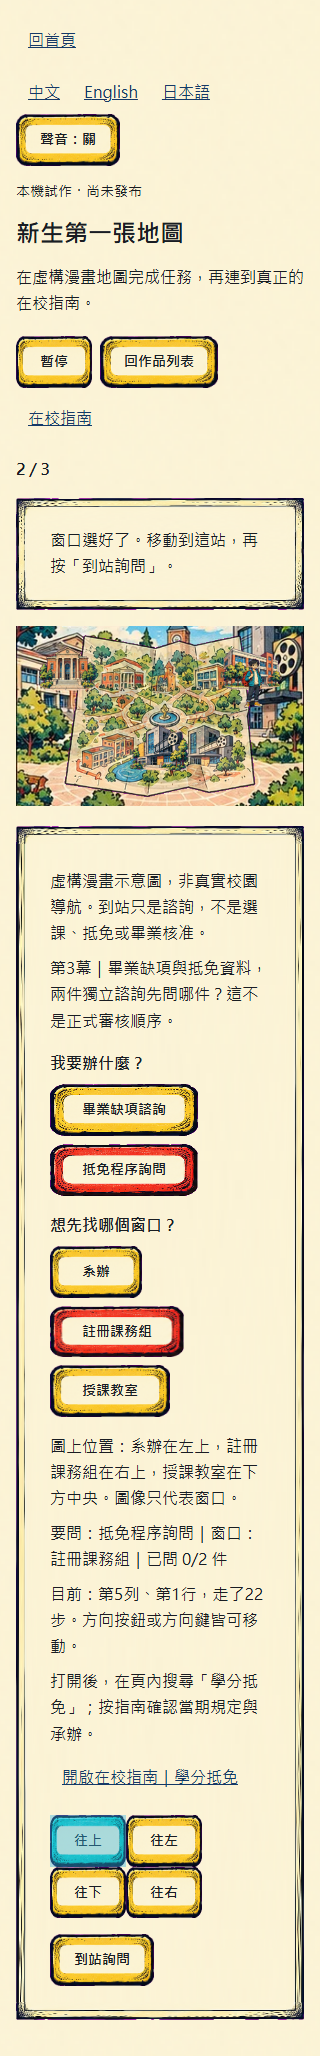 回首頁
中文 English 日本語
聲音：關
本機試作・尚未發布
新生第一張地圖
在虛構漫畫地圖完成任務，再連到真正的
在校指南。
暫停 回作品列表
在校指南
2 / 3
窗口選好了。移動到這站，再
按「到站詢問」。
虛構漫畫示意圖，非真實校園
導航。到站只是諮詢，不是選
課、抵免或畢業核准。
第3幕｜畢業缺項與抵免資料，
兩件獨立諮詢先問哪件？這不
是正式審核順序。
我要辦什麼？
畢業缺項諮詢
抵免程序詢問
想先找哪個窗口？
系辦
註冊課務組
授課教室
圖上位置：系辦在左上，註冊
課務組在右上，授課教室在下
方中央。圖像只代表窗口。
要問：抵免程序詢問｜窗口：
註冊課務組｜已問 0/2 件
目前：第5列、第1行，走了22
步。方向按鈕或方向鍵皆可移
動。
打開後，在頁內搜尋「學分抵
免」；按指南確認當期規定與
承辦。
開啟在校指南｜學分抵免
往上 往左
往下 往右
到站詢問